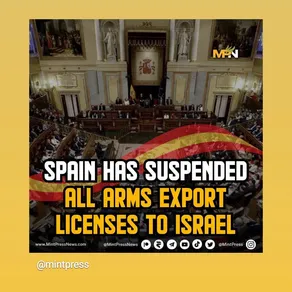 MPN
SPAIN HAS SUSPENDED
ALL ARMS EXPORT
LICENSES TO ISRAEL
www.MintPressNews.com
@MintPressNews
@MintPress
@mintpress